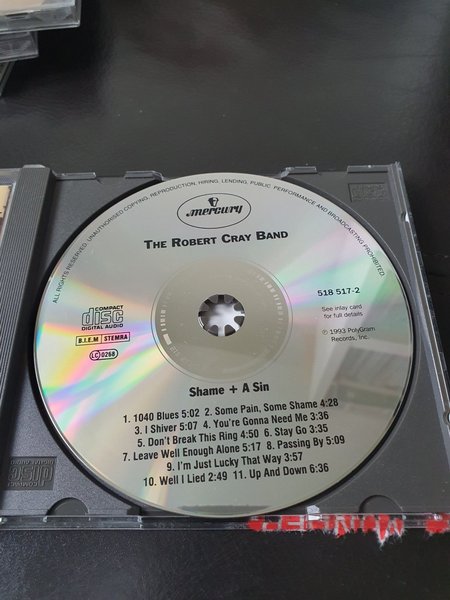 ALL RIGHTS RESERVED. UNAUTHORISED COPYING, REPRODUCTION, HIRING, LENDING, PUBLIC PERFORMANCE AND BROADCASTING PROHIBITED.
mercury
THE ROBERT CRAY BAND
518 517-2
COMPACT
disc
DIGITAL AUDIO
See inlay card
for full details
B.I.E.M STEMRA
LC 0268
℗ 1993 PolyGram
Records, Inc.
Shame + A Sin
1. 1040 Blues 5:02 2. Some Pain, Some Shame 4:28
3. I Shiver 5:07 4. You're Gonna Need Me 3:36
5. Don't Break This Ring 4:50 6. Stay Go 3:35
7. Leave Well Enough Alone 5:17 8. Passing By 5:09
9. I'm Just Lucky That Way 3:57
10. Well I Lied 2:49 11. Up And Down 6:36
COMPACT
disc
DIGITAL AUDIO